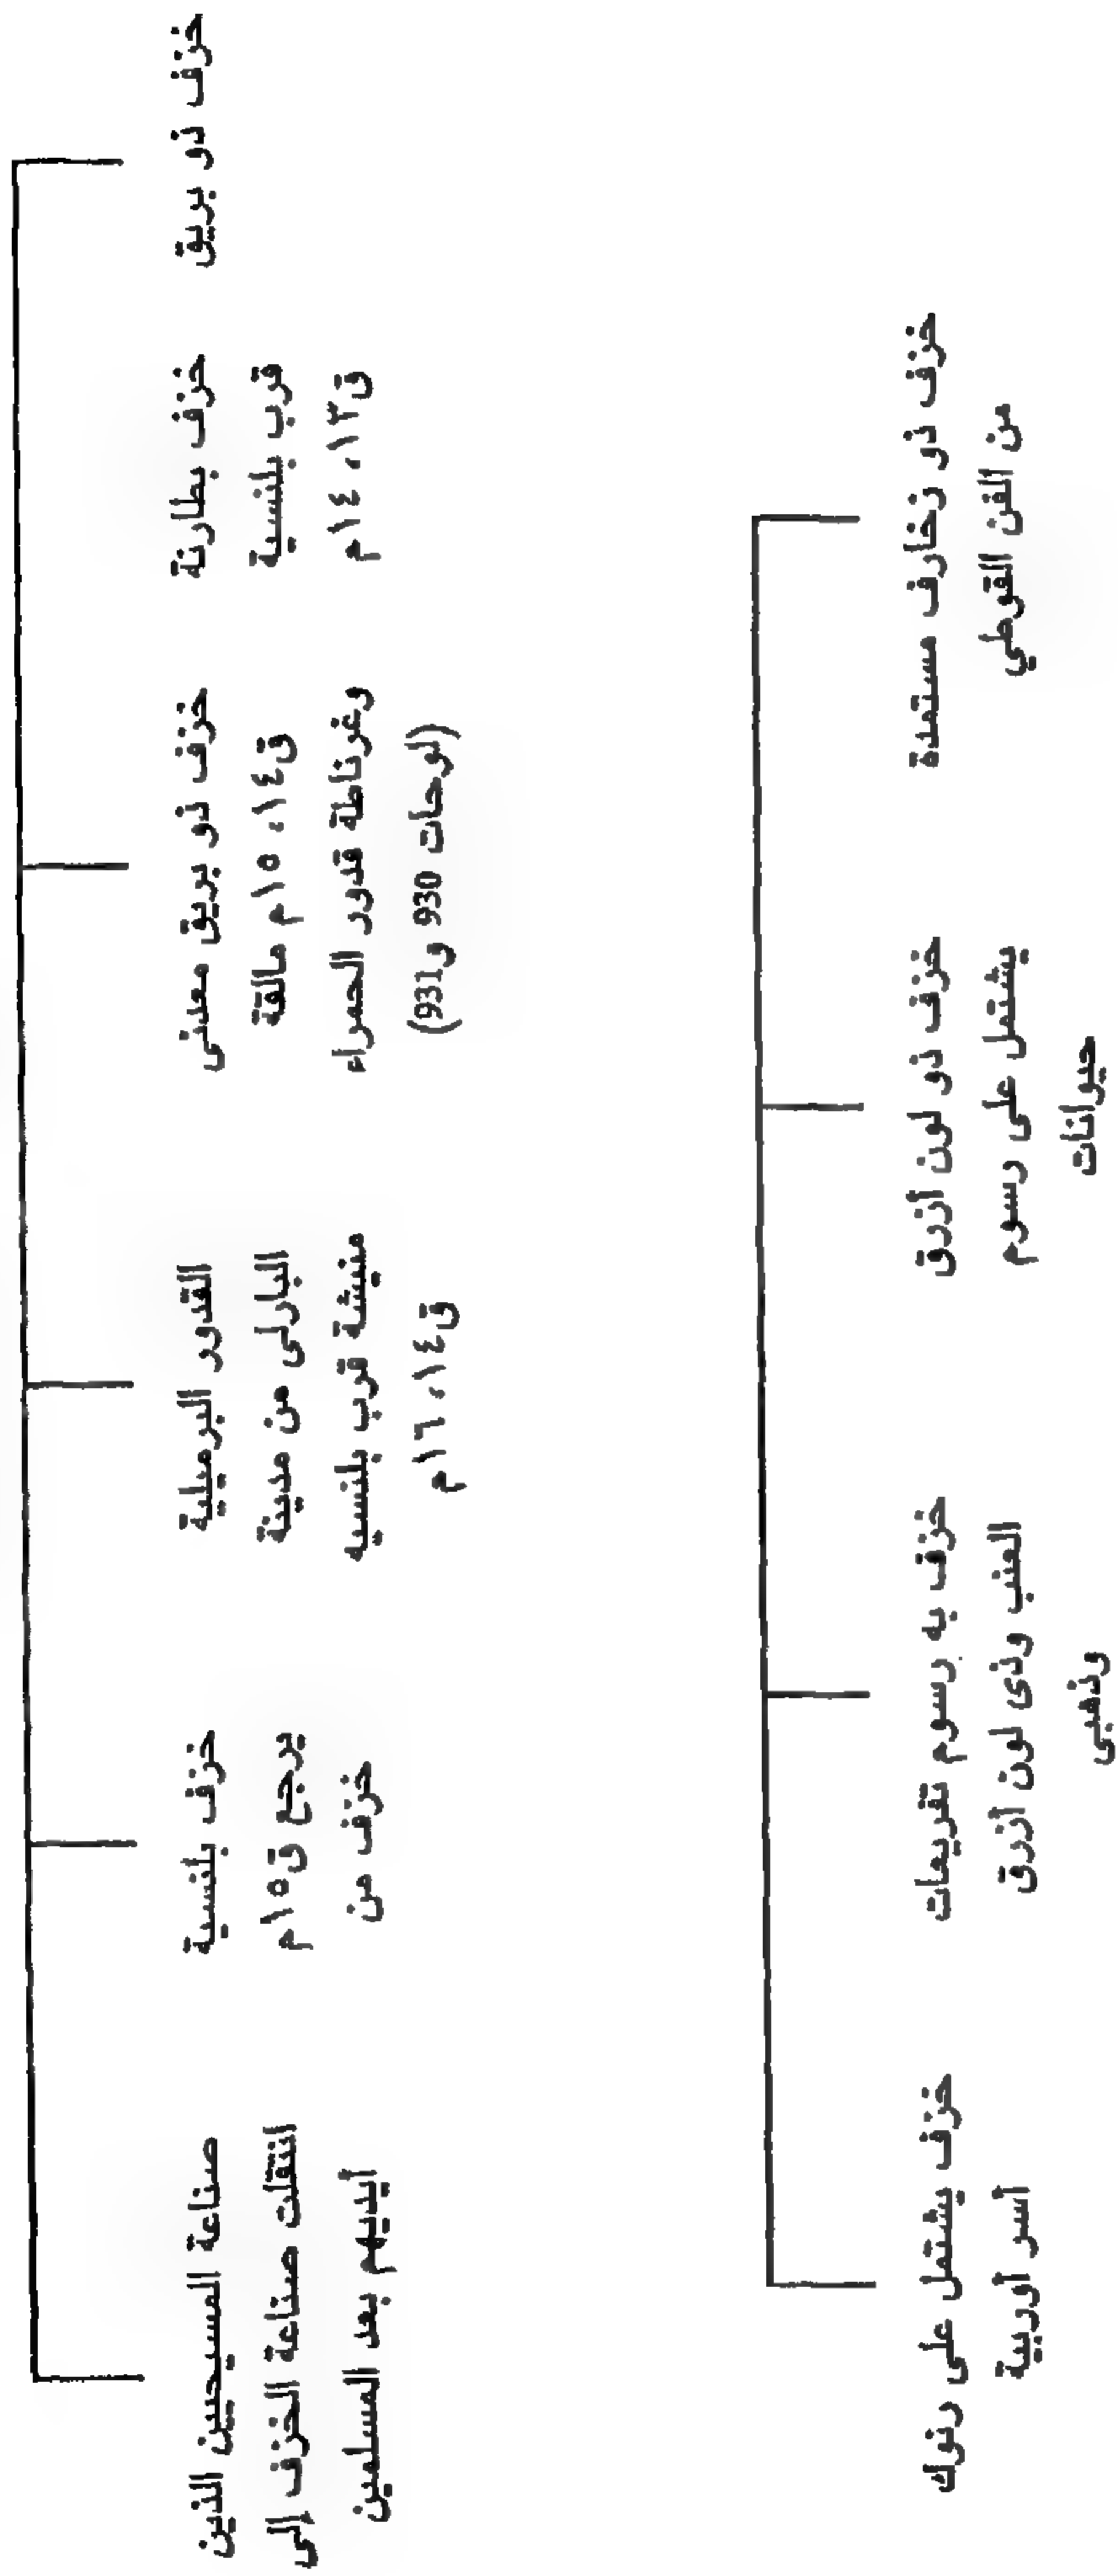 خزف ذو بريق
خزف بطارنة
قرب بلنسية
ق١٣، ١٤م
خزف ذو بريق معدنى
ق١٤، ١٥م مالقة
وغرناطة قدور الحمراء
(لوحات 930 و931)
القدور البرميلية
البارلى من مدينة
منيشة قرب بلنسيه
ق١٤، ١٦م
خزف بلنسية
يرجع ق١٥م
خزف من
صناعة المسيحيين الذين
انتقلت صناعة الخزف إلى
أيديهم بعد المسلمين
خزف ذو زخارف مستمدة
من الفن القوطي
خزف ذو لون أزرق
يشتمل على رسوم
حيوانات
خزف به رسوم تفريعات
العنب وذى لون أزرق
وذهبى
خزف يشتمل على رنوك
أسر أوربية